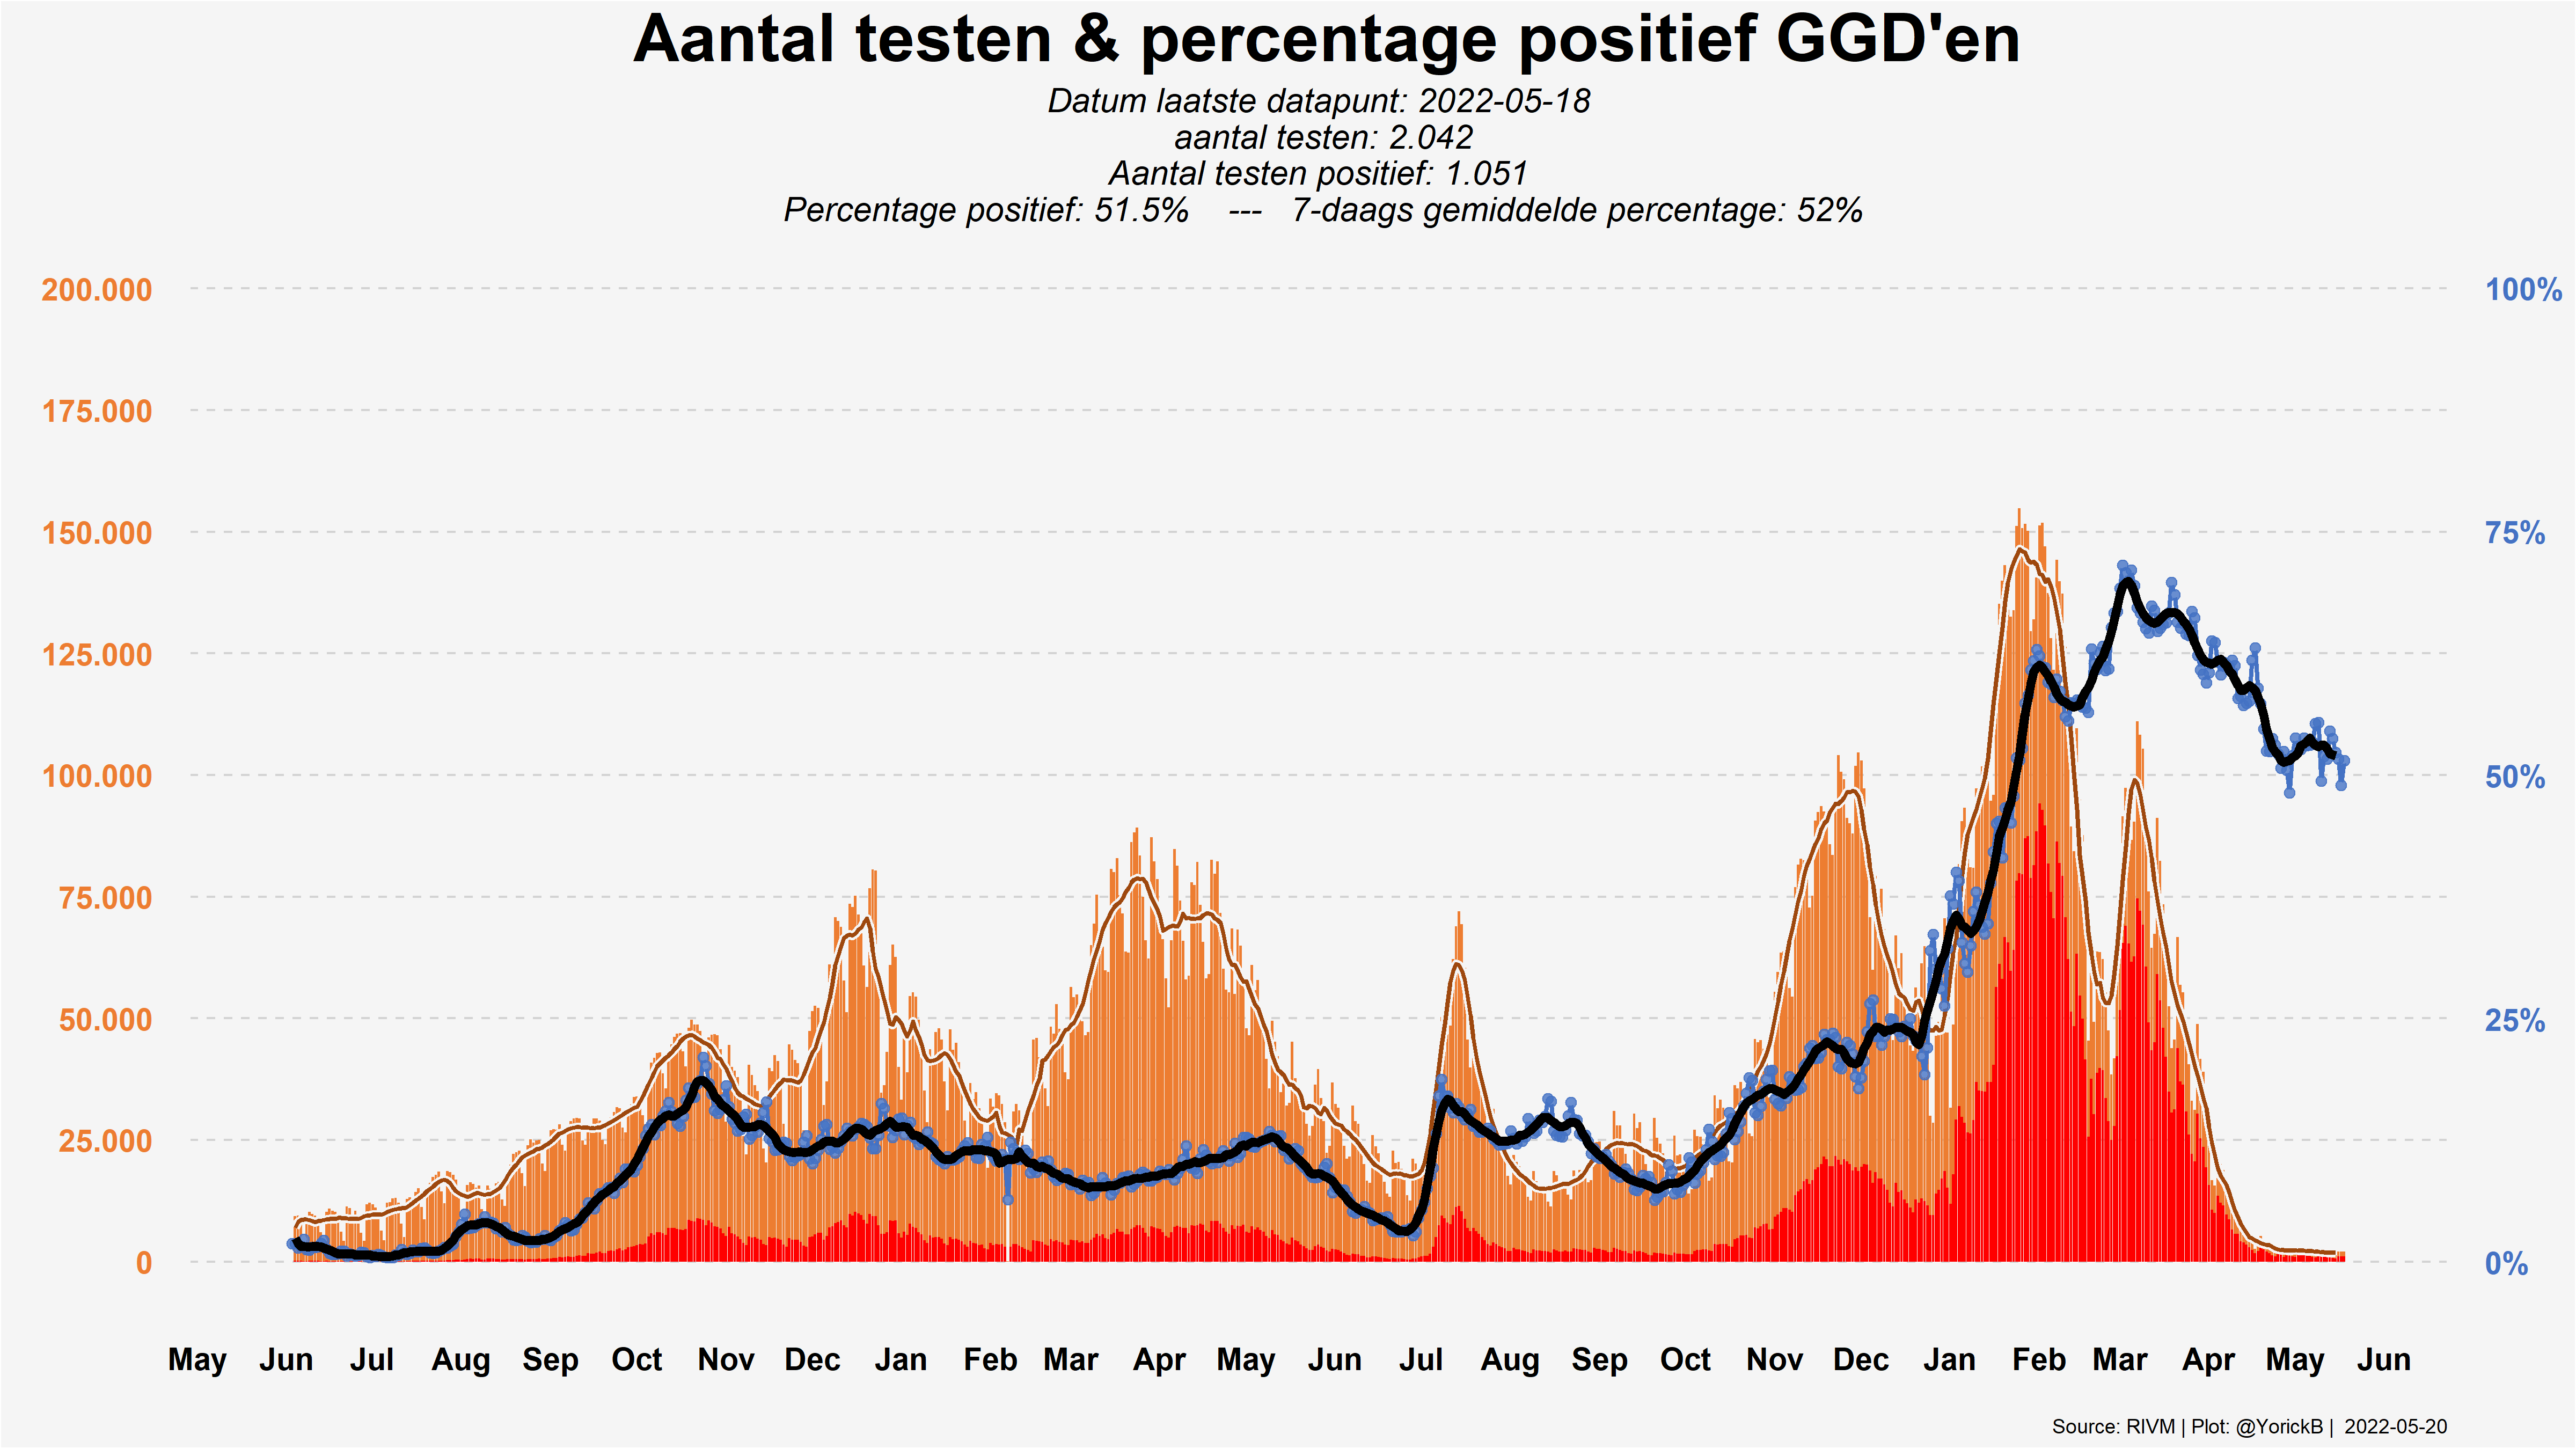 Aantal testen & percentage positief GGD'en
Datum laatste datapunt: 2022-05-18
aantal testen: 2.042
Aantal testen positief: 1.051
Percentage positief: 51.5% --- 7-daags gemiddelde percentage: 52%
200.000 100%
175.000
150.000 75%
125.000
100.000 50%
75.000
50.000 25%
25.000
0 0%
May Jun Jul Aug Sep Oct Nov Dec Jan Feb Mar Apr May Jun Jul Aug Sep Oct Nov Dec Jan Feb Mar Apr May Jun
Source: RIVM | Plot: @YorickB | 2022-05-20